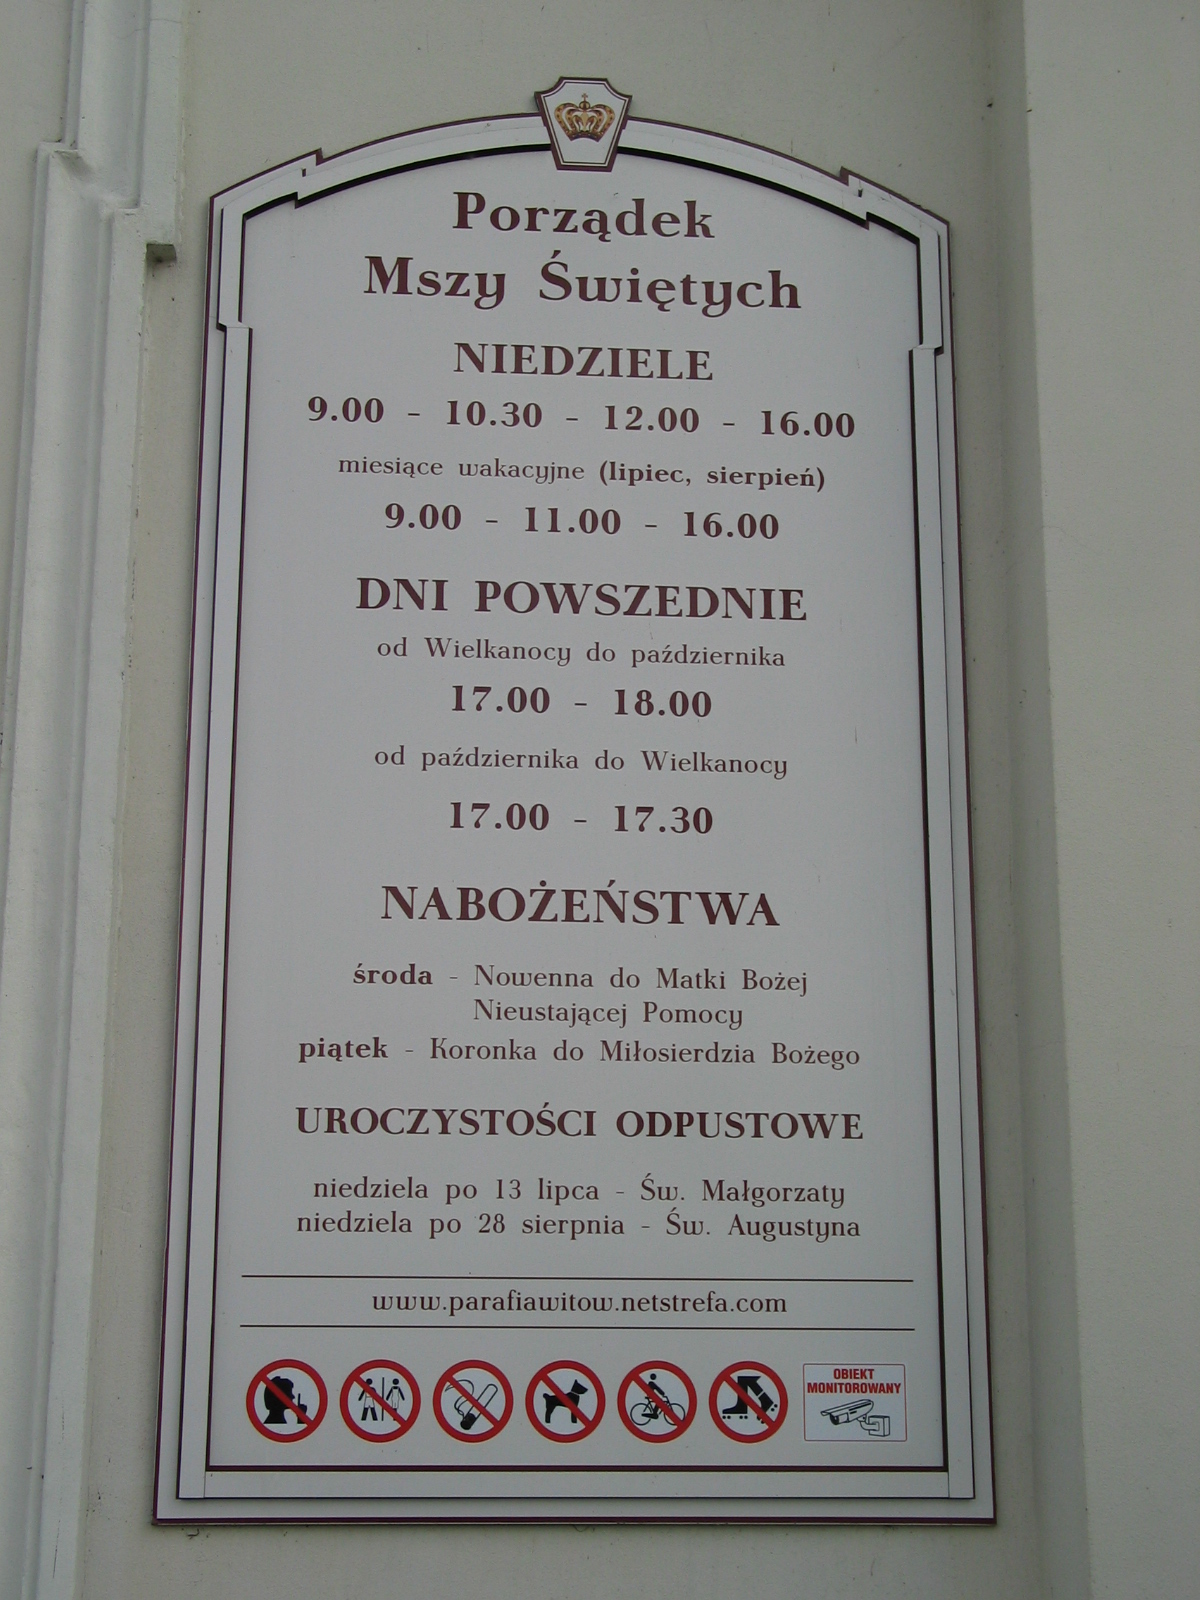 Porządek
Mszy Świętych
NIEDZIELE
9.00 - 10.30 - 12.00 - 16.00
miesiące wakacyjne (lipiec, sierpień)
9.00 - 11.00 - 16.00
DNI POWSZEDNIE
od Wielkanocy do października
17.00 - 18.00
od października do Wielkanocy
17.00 - 17.30
NABOŻEŃSTWA
środa - Nowenna do Matki Bożej
Nieustającej Pomocy
piątek - Koronka do Miłosierdzia Bożego
UROCZYSTOŚCI ODPUSTOWE
niedziela po 13 lipca - Św. Małgorzaty
niedziela po 28 sierpnia - Św. Augustyna
www.parafiawitow.netstrefa.com
OBIEKT
MONITOROWANY